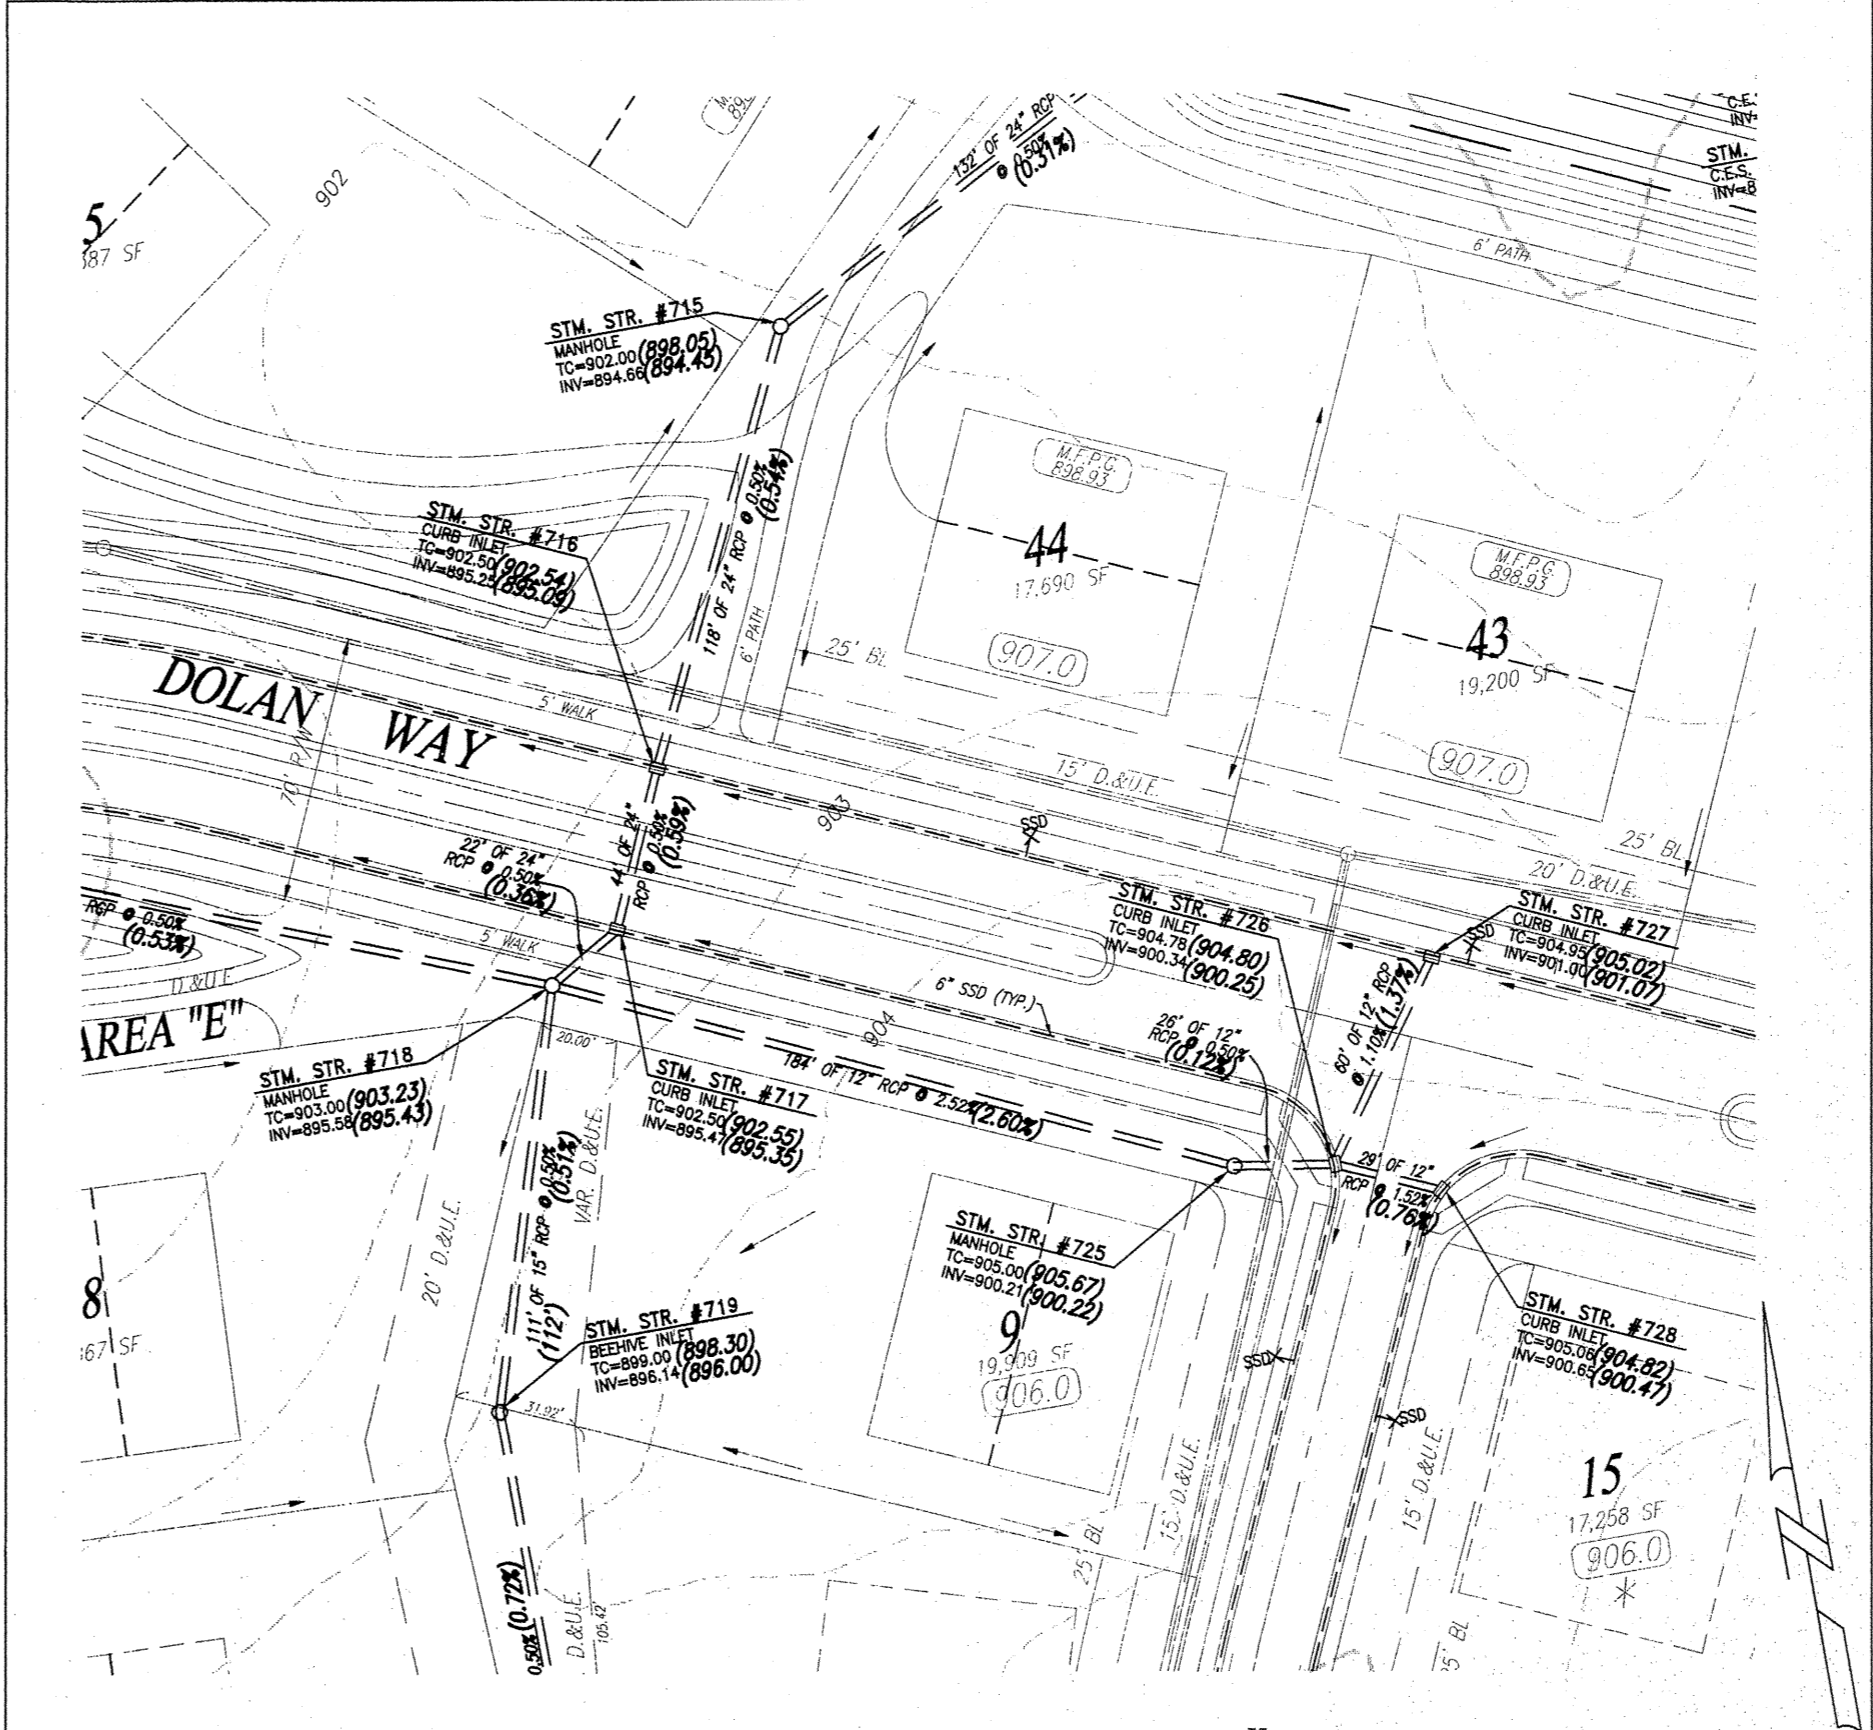 132' OF 24" RCP
@ 0.50%
(0.31%)
C.E.
INV=
STM.
C.E.S.
INV=8
902
5
387 SF
6' PATH
STM. STR. #715
MANHOLE
TC=902.00(898.05)
INV=894.66(894.45)
118' OF 24" RCP @ 0.50%
(0.54%)
6' PATH
STM. STR. #716
CURB INLET
TC=902.50(902.54)
INV=895.25(895.09)
M.F.P.G.
898.93
44
17,690 SF
907.0
25' BL
M.F.P.G.
898.93
43
19,200 SF
907.0
25' BL
DOLAN WAY
70' R/W
5' WALK
15' D.&U.E.
20' D.&U.E.
903
SSD
44' OF 24"
RCP @ 0.50%
(0.59%)
22' OF 24"
RCP @ 0.50%
(0.36%)
RCP @ 0.50%
(0.53%)
5' WALK
D.&U.E.
AREA "E"
STM. STR. #726
CURB INLET
TC=904.78(904.80)
INV=900.34(900.25)
STM. STR. #727
CURB INLET
TC=904.95(905.02)
INV=901.00(901.07)
SSD
6" SSD (TYP.)
904
26' OF 12"
RCP @ 0.50%
(0.12%)
60' OF 12" RCP
@ 1.10%(1.37%)
20.00'
184' OF 12" RCP @ 2.52%(2.60%)
STM. STR. #718
MANHOLE
TC=903.00(903.23)
INV=895.58(895.43)
STM. STR. #717
CURB INLET
TC=902.50(902.55)
INV=895.47(895.35)
29' OF 12"
RCP @ 1.52%
(0.76%)
111' OF 15" RCP @ 0.50%
(112') (0.51%)
VAR. D.&U.E.
20' D.&U.E.
STM. STR. #725
MANHOLE
TC=905.00(905.67)
INV=900.21(900.22)
9
19,909 SF
906.0
STM. STR. #719
BEEHIVE INLET
TC=899.00(898.30)
INV=896.14(896.00)
31.92'
8
167 SF
STM. STR. #728
CURB INLET
TC=905.06(904.82)
INV=900.65(900.47)
SSD
SSD
15
17,258 SF
906.0
15' D.&U.E.
15' D.&U.E.
25' BL
25' BL
0.50%(0.72%)
D.&U.E.
105.42'